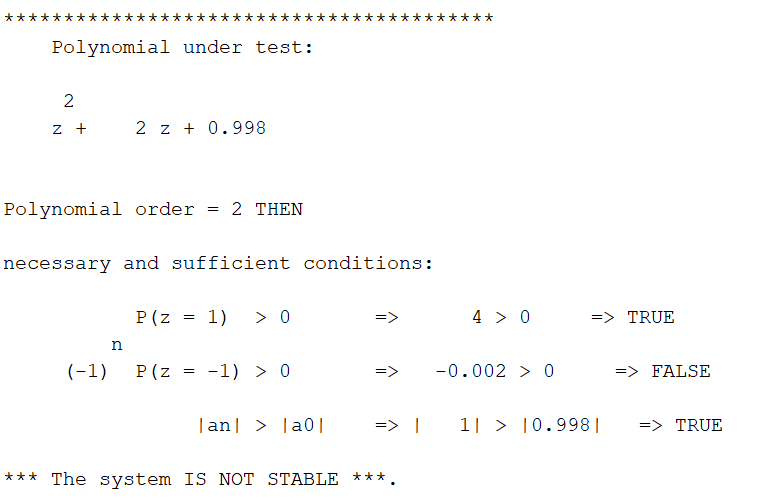 *****************************************
Polynomial under test:
2
z +    2 z + 0.998
Polynomial order = 2 THEN
necessary and sufficient conditions:
P(z = 1)  > 0       =>      4 > 0     => TRUE
n
(-1)  P(z = -1) > 0       =>   -0.002 > 0     => FALSE
|an| > |a0|    => |   1| > |0.998|   => TRUE
*** The system IS NOT STABLE ***.